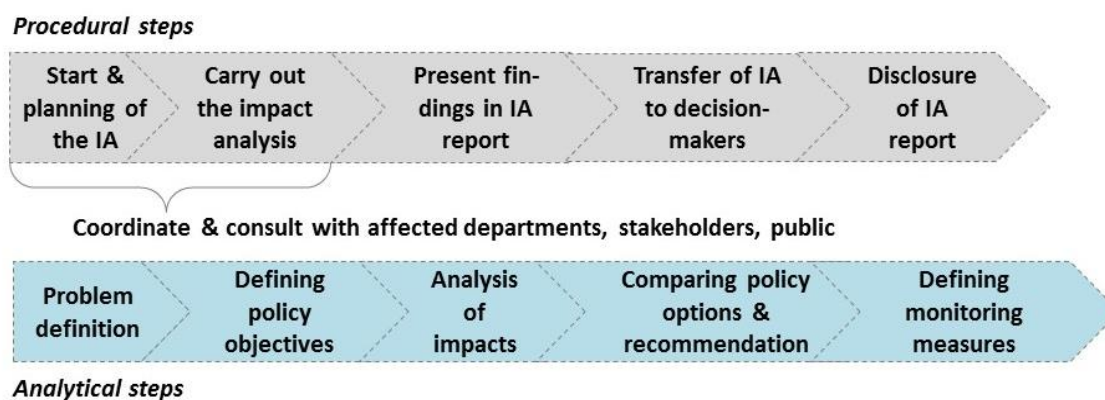 Procedural steps
Start &
planning of
the IA
Carry out
the impact
analysis
Present fin-
dings in IA
report
Transfer of IA
to decision-
makers
Disclosure
of IA
report
Coordinate & consult with affected departments, stakeholders, public
Problem
definition
Defining
policy
objectives
Analysis
of
impacts
Comparing policy
options &
recommendation
Defining
monitoring
measures
Analytical steps